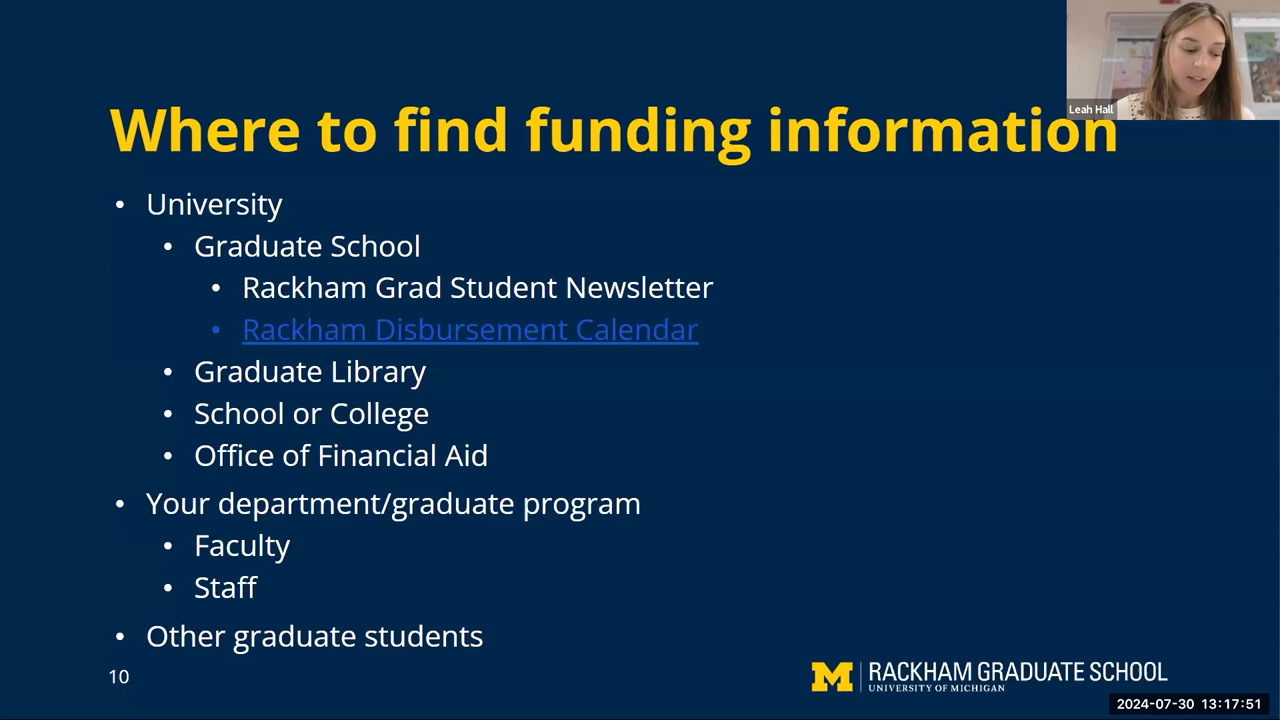 Leah Hall
Where to find funding information
• University
• Graduate School
• Rackham Grad Student Newsletter
• Rackham Disbursement Calendar
• Graduate Library
• School or College
• Office of Financial Aid
• Your department/graduate program
• Faculty
• Staff
• Other graduate students
10
M RACKHAM GRADUATE SCHOOL
UNIVERSITY OF MICHIGAN
2024-07-30 13:17:51